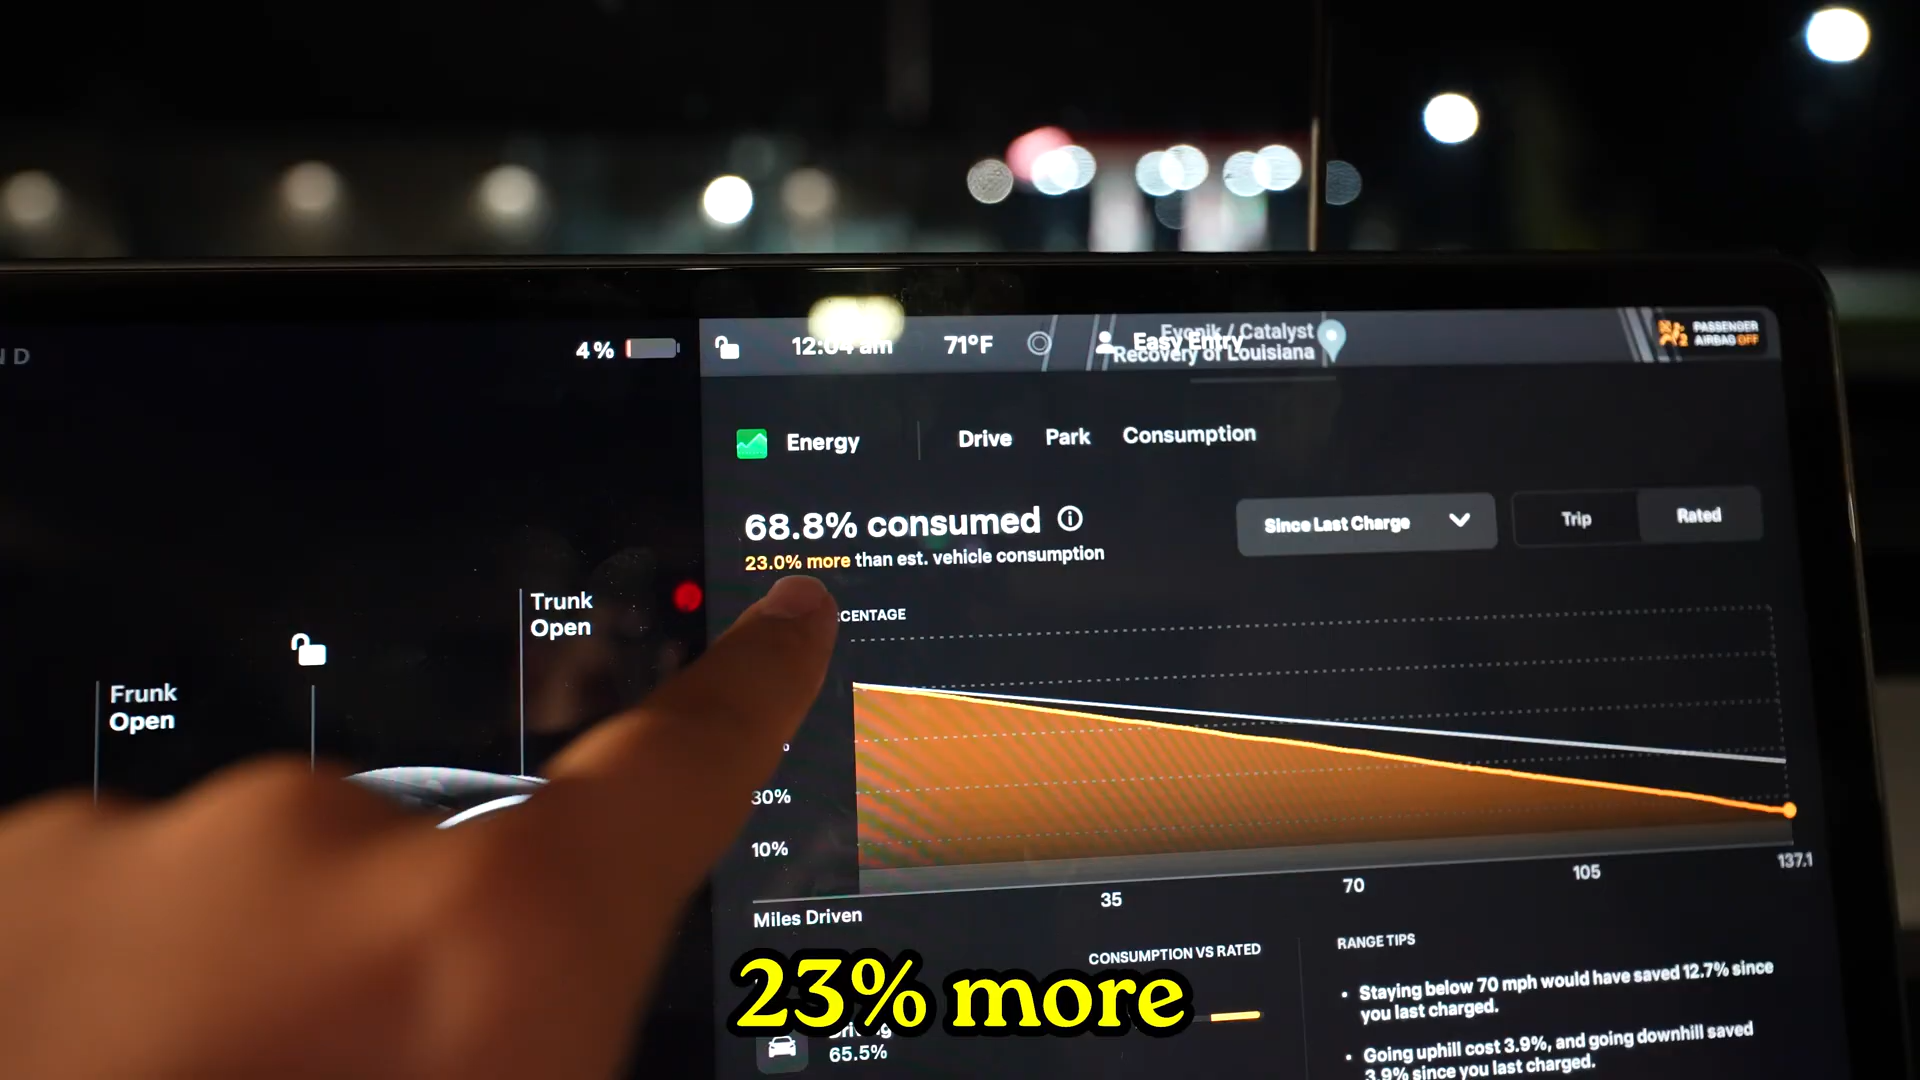 ND
4%
71°F
Easy Entry
Evonik / Catalyst
Recovery of Louisiana
PASSENGER
AIRBAG OFF
Energy
Drive
Park
Consumption
68.8% consumed
23.0% more than est. vehicle consumption
Since Last Charge
Trip
Rated
Trunk
Open
Frunk
Open
30%
10%
Miles Driven
35
70
105
137.1
CONSUMPTION VS RATED
65.5%
RANGE TIPS
• Staying below 70 mph would have saved 12.7% since
you last charged.
• Going uphill cost 3.9%, and going downhill saved
3.9% since you last charged.
23% more